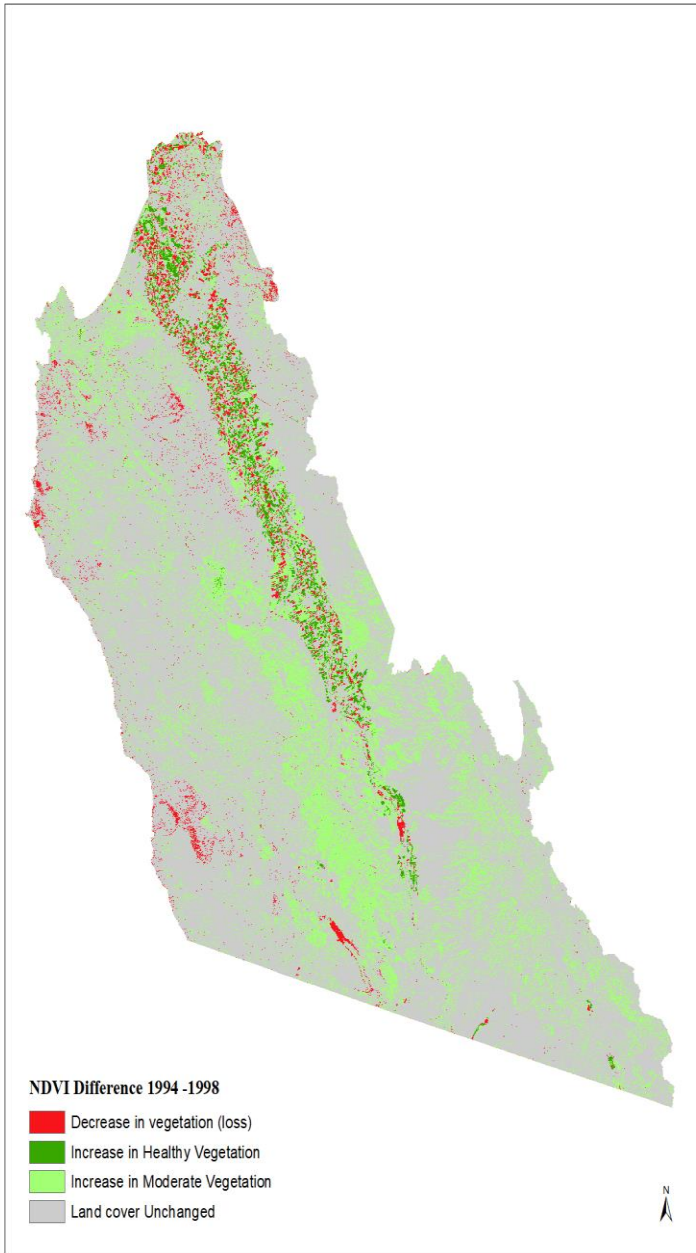 NDVI Difference 1994 -1998
Decrease in vegetation (loss)
Increase in Healthy Vegetation
Increase in Moderate Vegetation
Land cover Unchanged
N